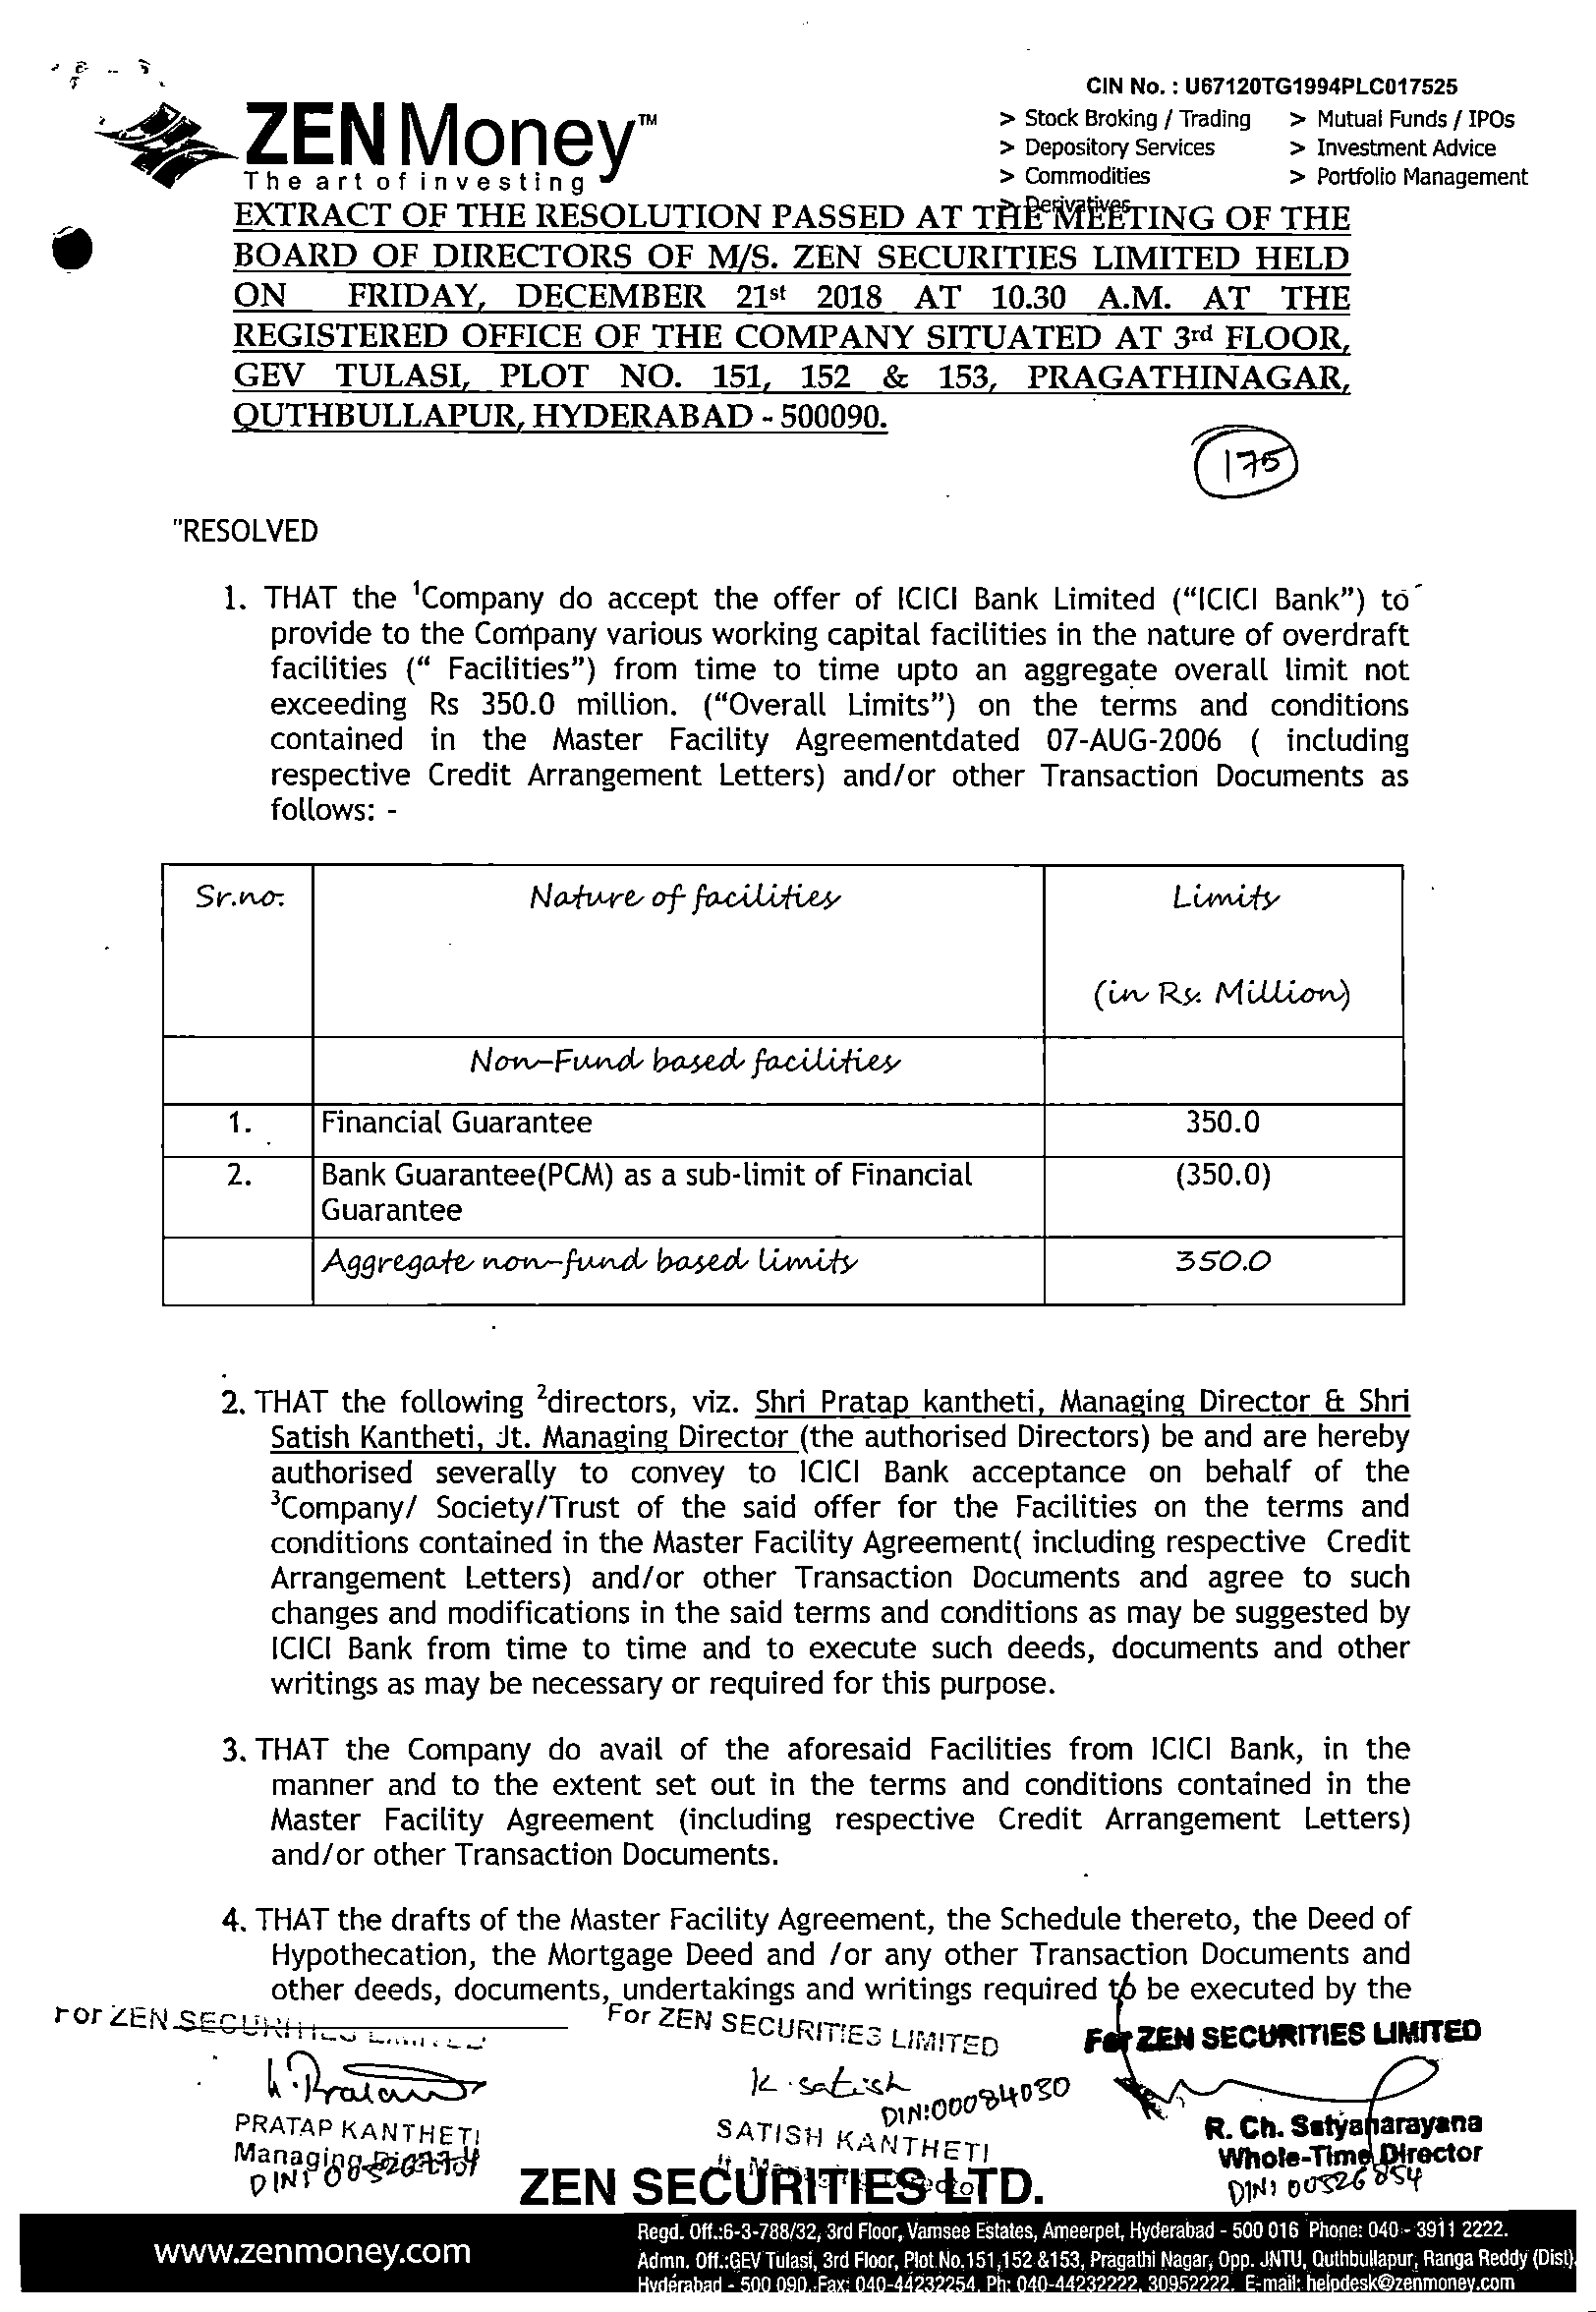 CIN No. : U67120TG1994PLC017525
ZEN Money™
The art of investing
> Stock Broking / Trading > Mutual Funds / IPOs
> Depository Services > Investment Advice
> Commodities > Portfolio Management
> Derivatives
EXTRACT OF THE RESOLUTION PASSED AT THE MEETING OF THE
BOARD OF DIRECTORS OF M/S. ZEN SECURITIES LIMITED HELD
ON FRIDAY, DECEMBER 21st 2018 AT 10.30 A.M. AT THE
REGISTERED OFFICE OF THE COMPANY SITUATED AT 3rd FLOOR,
GEV TULASI, PLOT NO. 151, 152 & 153, PRAGATHINAGAR,
QUTHBULLAPUR, HYDERABAD - 500090.
175
"RESOLVED
1. THAT the ¹Company do accept the offer of ICICI Bank Limited (“ICICI Bank”) to
provide to the Company various working capital facilities in the nature of overdraft
facilities (“ Facilities”) from time to time upto an aggregate overall limit not
exceeding Rs 350.0 million. (“Overall Limits”) on the terms and conditions
contained in the Master Facility Agreementdated 07-AUG-2006 ( including
respective Credit Arrangement Letters) and/or other Transaction Documents as
follows: -
Sr.no. Nature of facilities Limits
(in Rs. Million)
Non-Fund based facilities
1. Financial Guarantee 350.0
2. Bank Guarantee(PCM) as a sub-limit of Financial (350.0)
Guarantee
Aggregate non-fund based limits 350.0
2. THAT the following ²directors, viz. Shri Pratap kantheti, Managing Director & Shri
Satish Kantheti, Jt. Managing Director (the authorised Directors) be and are hereby
authorised severally to convey to ICICI Bank acceptance on behalf of the
³Company/ Society/Trust of the said offer for the Facilities on the terms and
conditions contained in the Master Facility Agreement( including respective Credit
Arrangement Letters) and/or other Transaction Documents and agree to such
changes and modifications in the said terms and conditions as may be suggested by
ICICI Bank from time to time and to execute such deeds, documents and other
writings as may be necessary or required for this purpose.
3. THAT the Company do avail of the aforesaid Facilities from ICICI Bank, in the
manner and to the extent set out in the terms and conditions contained in the
Master Facility Agreement (including respective Credit Arrangement Letters)
and/or other Transaction Documents.
4. THAT the drafts of the Master Facility Agreement, the Schedule thereto, the Deed of
Hypothecation, the Mortgage Deed and /or any other Transaction Documents and
other deeds, documents, undertakings and writings required to be executed by the
For ZEN SECURITIES LIMITED For ZEN SECURITIES LIMITED For ZEN SECURITIES LIMITED
K. satish
DIN:00084030
PRATAP KANTHETI SATISH KANTHETI R. Ch. Satyanarayana
Managing Director Jt. Managing Director Whole-Time Director
DIN: 00526854
ZEN SECURITIES LTD.
www.zenmoney.com
Regd. Off.:6-3-788/32, 3rd Floor, Vamsee Estates, Ameerpet, Hyderabad - 500 016 Phone: 040 - 3911 2222.
Admn. Off.:GEV Tulasi, 3rd Floor, Plot.No.151,152 &153, Pragathi Nagar, Opp. JNTU, Quthbullapur, Ranga Reddy (Dist),
Hyderabad - 500 090. Fax: 040-44232254, Ph: 040-44232222, 30952222. E-mail: helpdesk@zenmoney.com